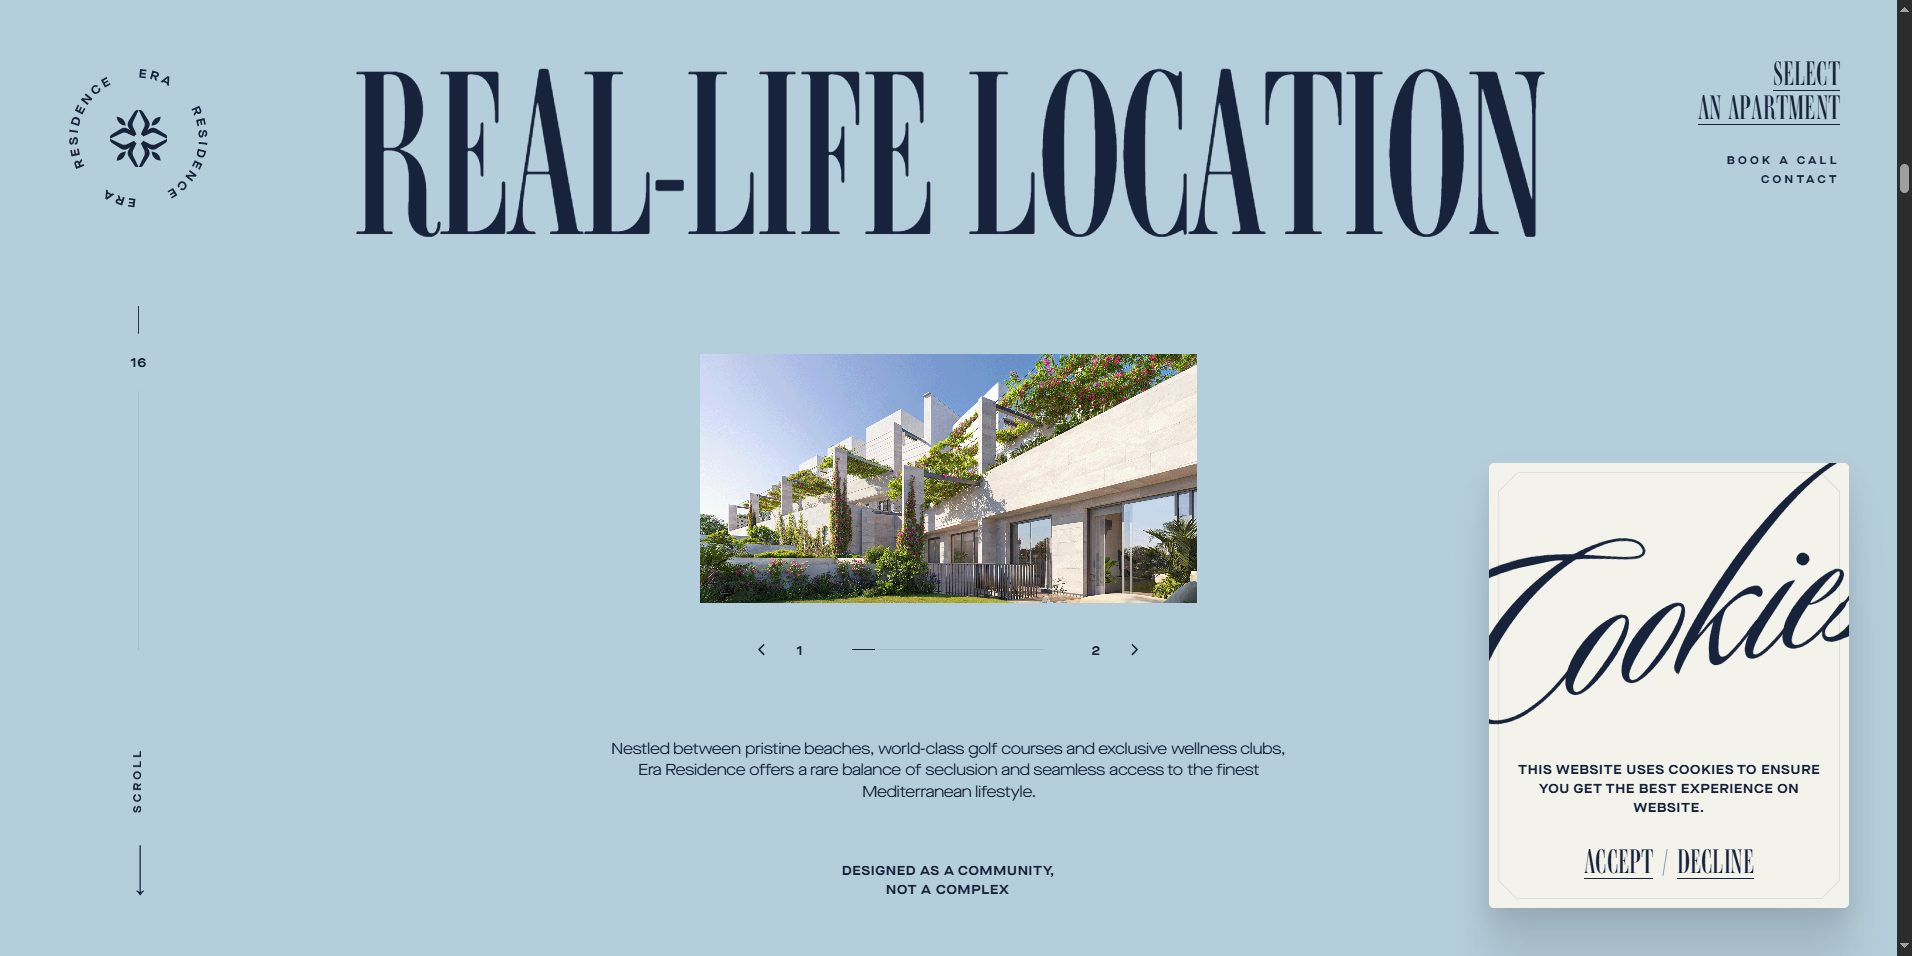 ERA RESIDENCE ERA RESIDENCE
REAL-LIFE LOCATION
SELECT
AN APARTMENT
BOOK A CALL
CONTACT
16
1
2
Nestled between pristine beaches, world-class golf courses and exclusive wellness clubs,
Era Residence offers a rare balance of seclusion and seamless access to the finest
Mediterranean lifestyle.
DESIGNED AS A COMMUNITY,
NOT A COMPLEX
SCROLL
Cookies
THIS WEBSITE USES COOKIES TO ENSURE
YOU GET THE BEST EXPERIENCE ON
WEBSITE.
ACCEPT / DECLINE